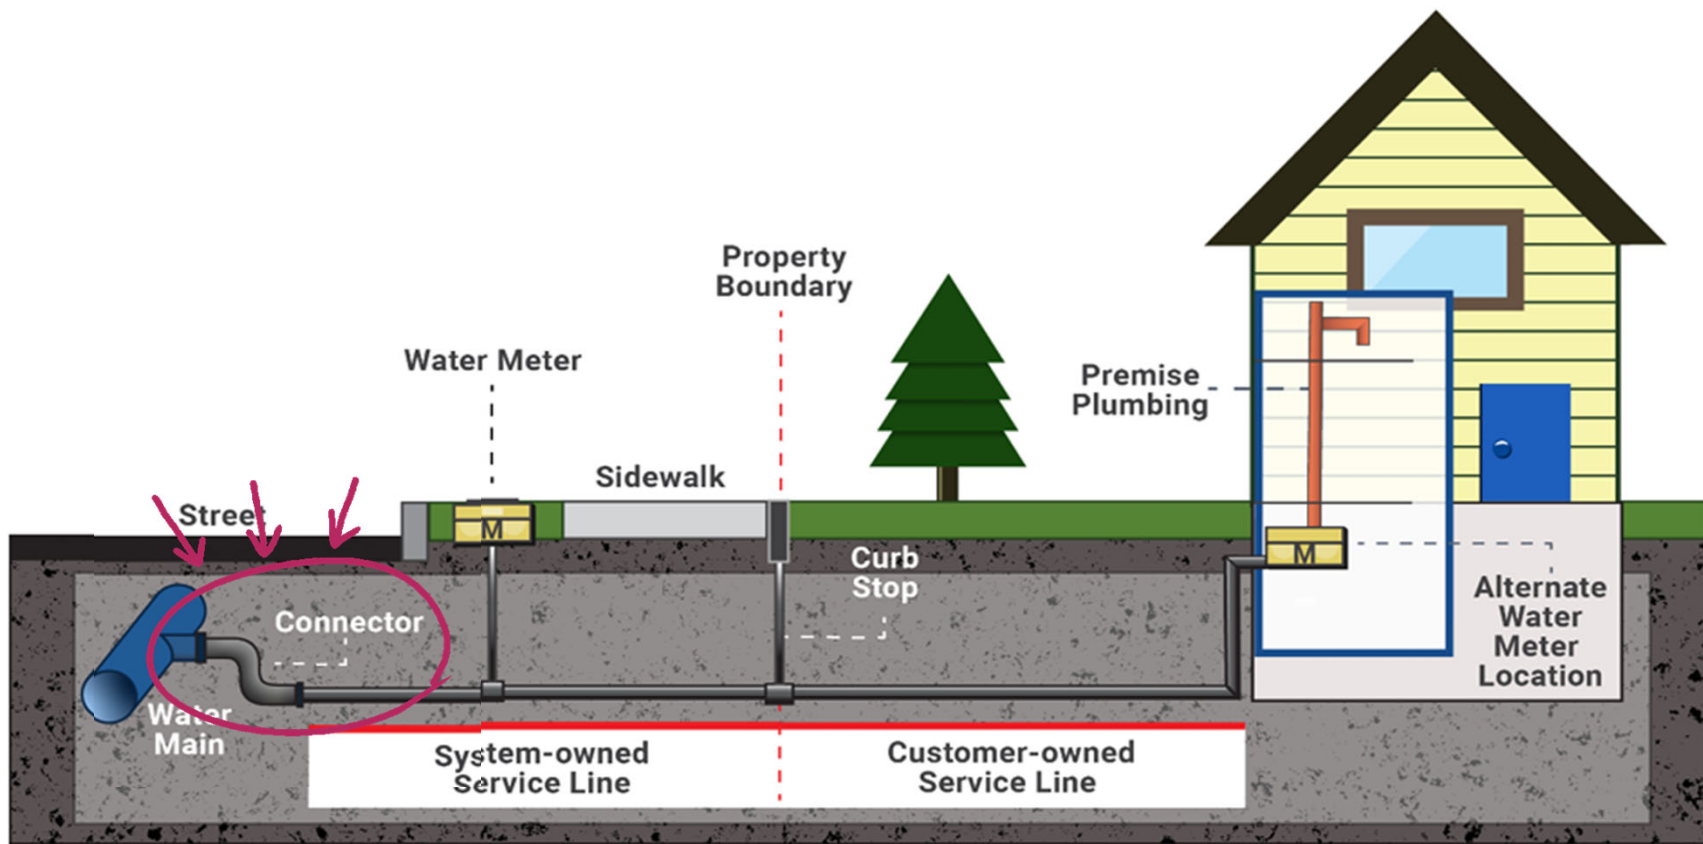 Property
Boundary
Water Meter
Premise
Plumbing
Sidewalk
Street
M
Curb
Stop
M
Alternate
Water
Meter
Location
Connector
Water
Main
System-owned
Service Line
Customer-owned
Service Line